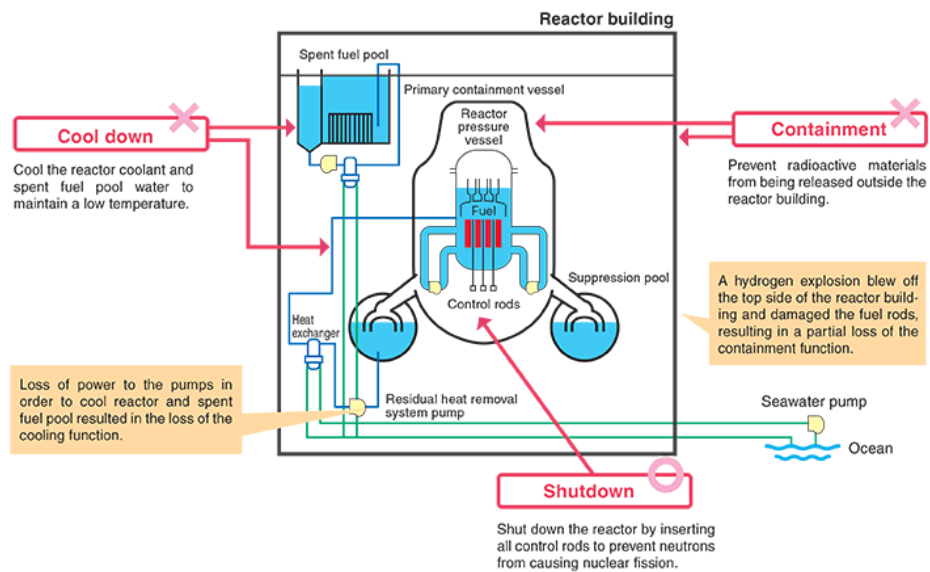 Reactor building
Spent fuel pool
Primary containment vessel
Reactor
pressure
vessel
Cool down
Cool the reactor coolant and
spent fuel pool water to
maintain a low temperature.
Containment
Prevent radioactive materials
from being released outside the
reactor building.
Fuel
Suppression pool
Control rods
Heat
exchanger
A hydrogen explosion blew off
the top side of the reactor build-
ing and damaged the fuel rods,
resulting in a partial loss of the
containment function.
Loss of power to the pumps in
order to cool reactor and spent
fuel pool resulted in the loss of the
cooling function.
Residual heat removal
system pump
Seawater pump
Ocean
Shutdown
Shut down the reactor by inserting
all control rods to prevent neutrons
from causing nuclear fission.